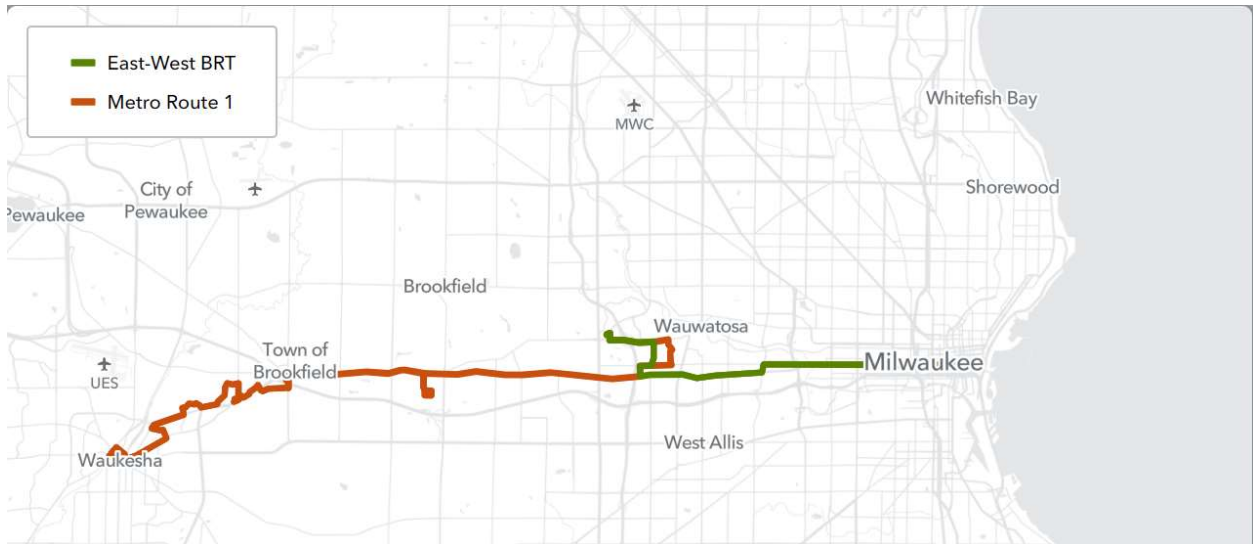 East-West BRT
Metro Route 1
Whitefish Bay
MWC
City of
Pewaukee
Shorewood
Pewaukee
Brookfield
Wauwatosa
Town of
Brookfield
Milwaukee
UES
West Allis
Waukesha